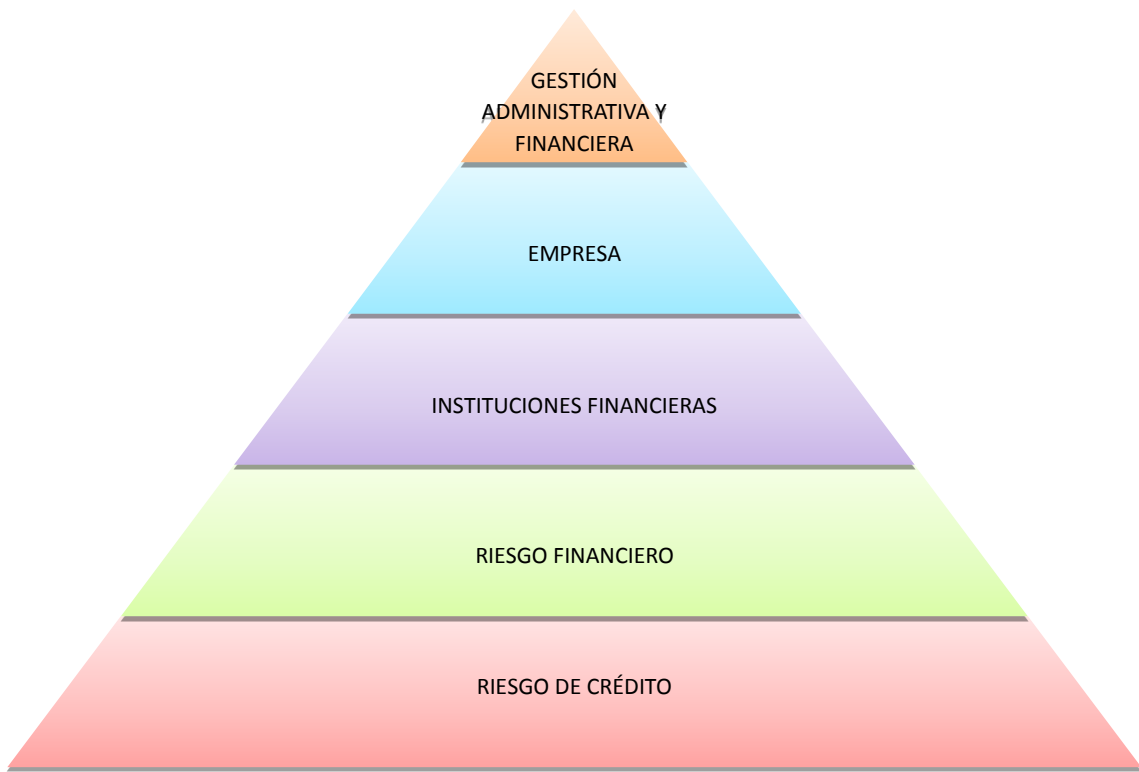 GESTIÓN
ADMINISTRATIVA Y
FINANCIERA
EMPRESA
INSTITUCIONES FINANCIERAS
RIESGO FINANCIERO
RIESGO DE CRÉDITO